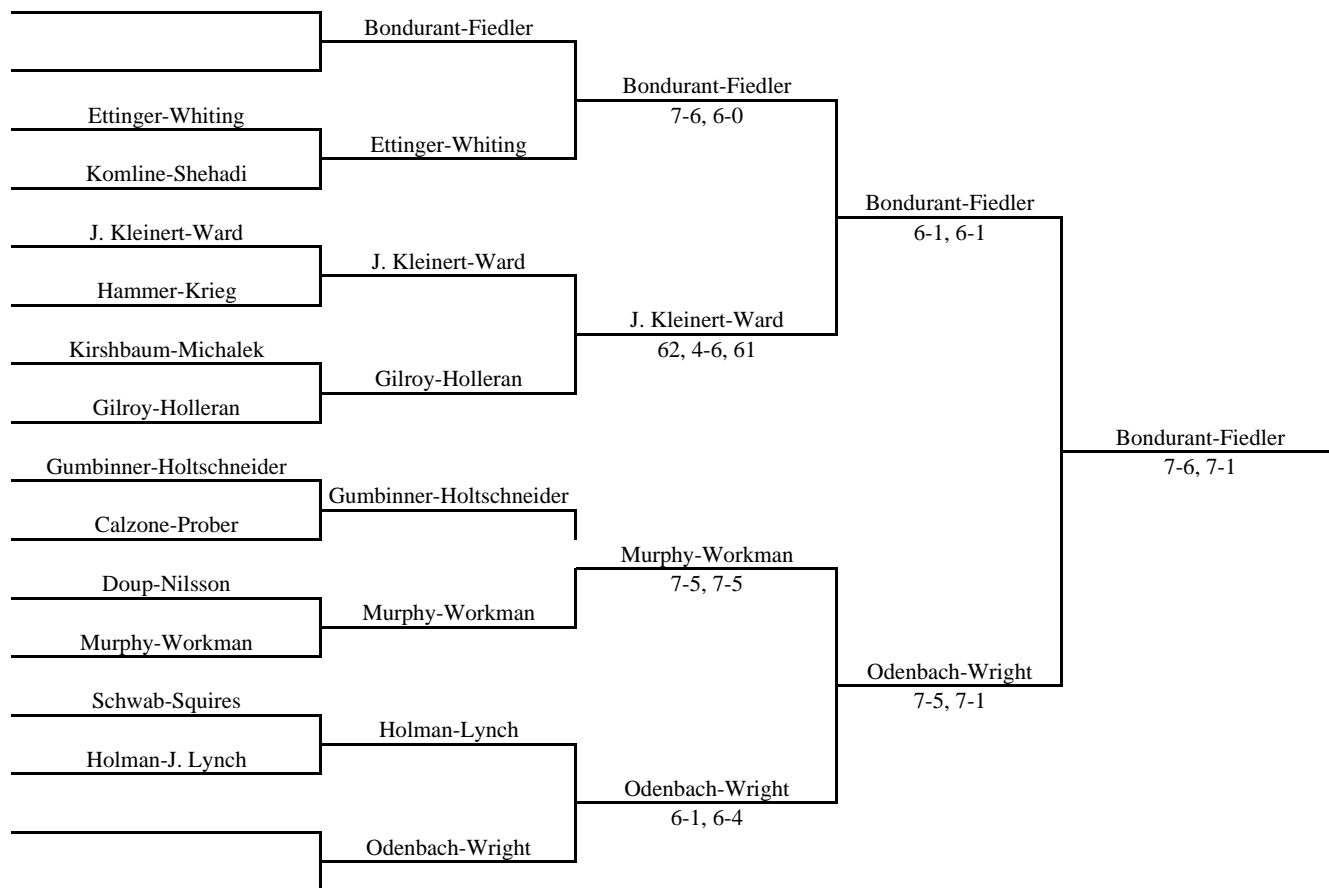 Bondurant-Fiedler
Bondurant-Fiedler
7-6, 6-0
Ettinger-Whiting
Ettinger-Whiting
Komline-Shehadi
Bondurant-Fiedler
6-1, 6-1
J. Kleinert-Ward
J. Kleinert-Ward
Hammer-Krieg
J. Kleinert-Ward
62, 4-6, 61
Kirshbaum-Michalek
Gilroy-Holleran
Gilroy-Holleran
Bondurant-Fiedler
7-6, 7-1
Gumbinner-Holtschneider
Gumbinner-Holtschneider
Calzone-Prober
Murphy-Workman
7-5, 7-5
Doup-Nilsson
Murphy-Workman
Murphy-Workman
Odenbach-Wright
7-5, 7-1
Schwab-Squires
Holman-Lynch
Holman-J. Lynch
Odenbach-Wright
6-1, 6-4
Odenbach-Wright